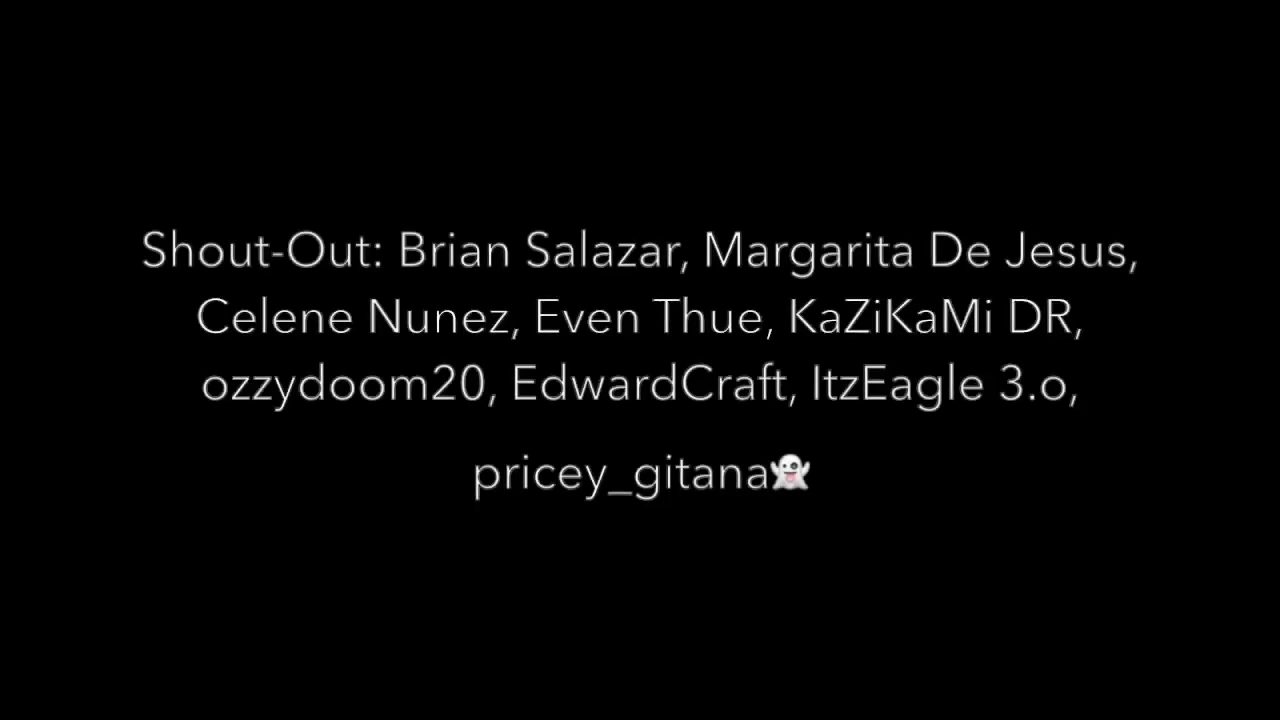 Shout-Out: Brian Salazar, Margarita De Jesus,
Celene Nunez, Even Thue, KaZiKaMi DR,
ozzydoom20, EdwardCraft, ItzEagle 3.o,
pricey_gitana👻